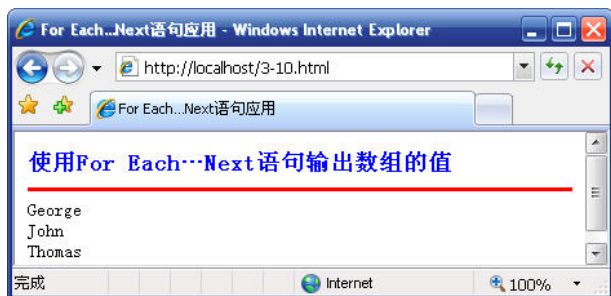 For Each...Next语句应用 - Windows Internet Explorer
http://localhost/3-10.html
For Each...Next语句应用
使用For Each…Next语句输出数组的值
George
John
Thomas
完成 Internet 100%